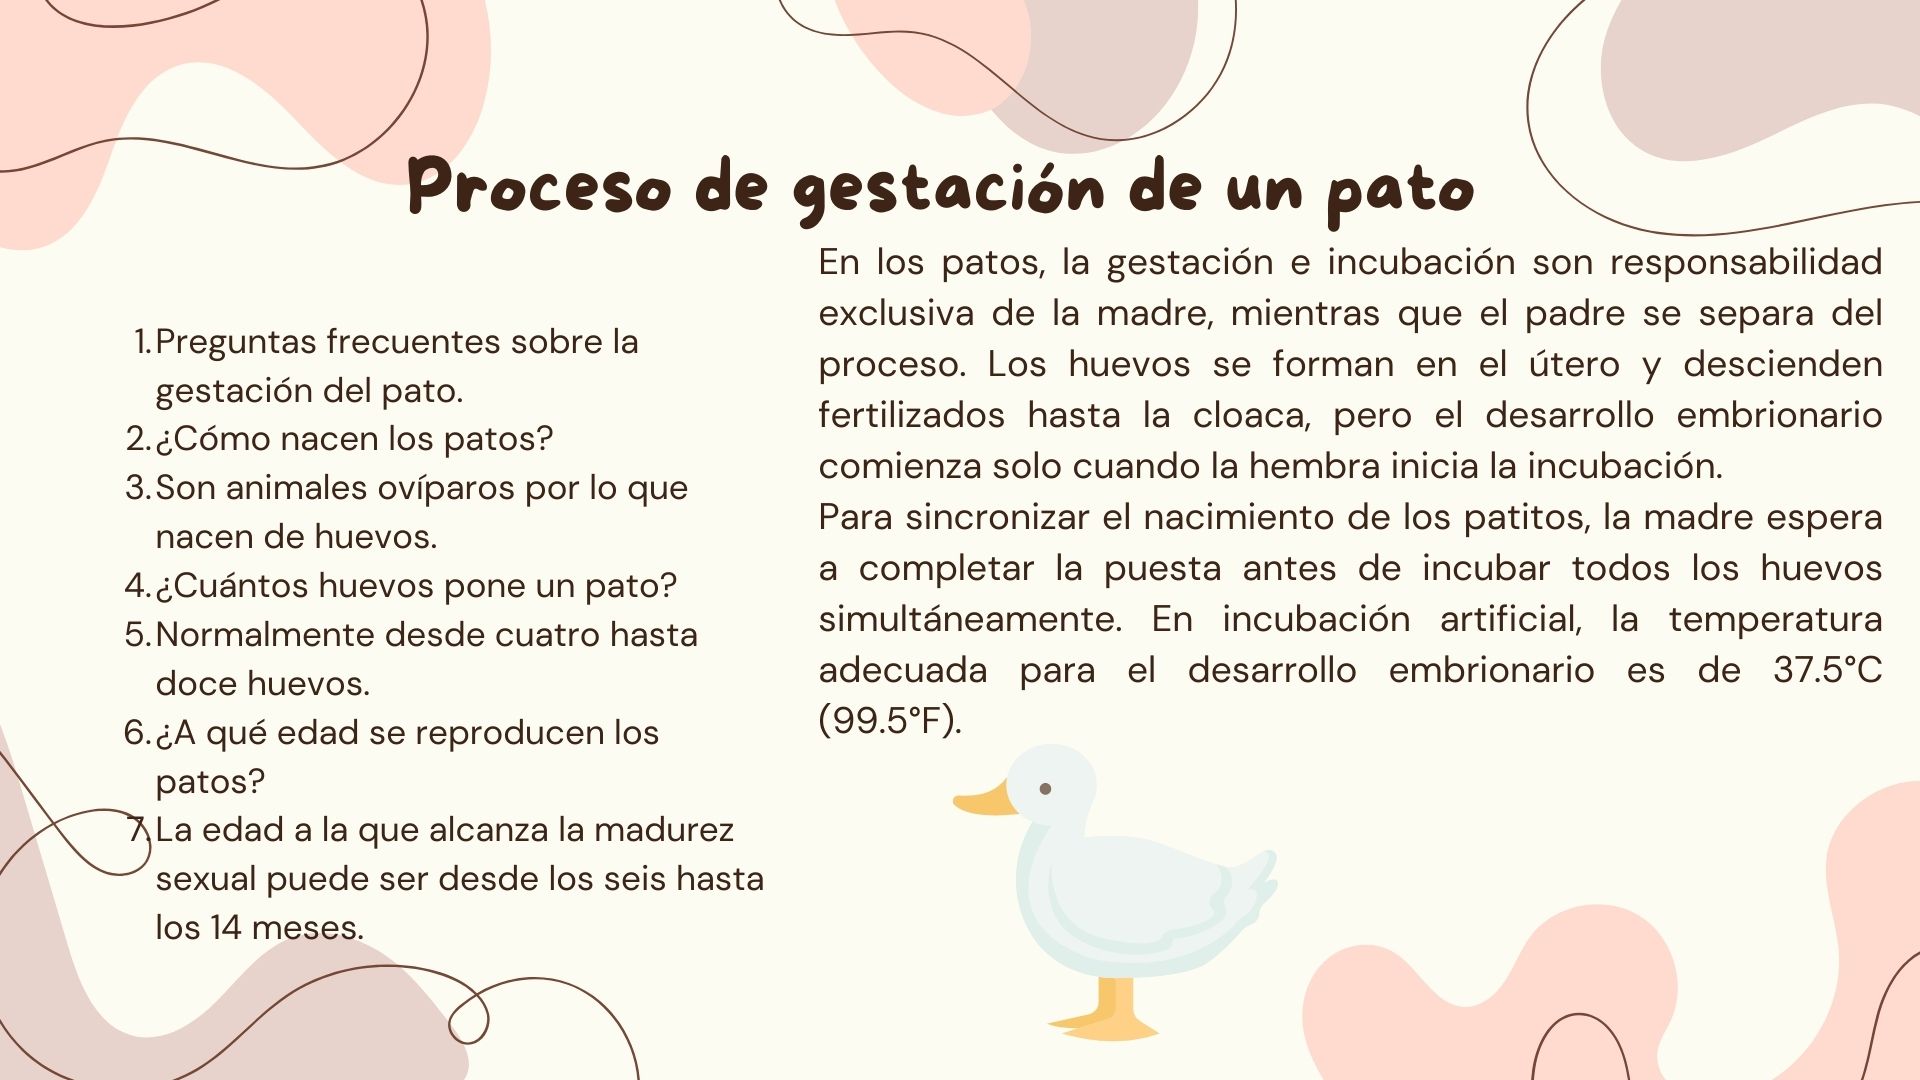 Proceso de gestación de un pato
1. Preguntas frecuentes sobre la
gestación del pato.
2. ¿Cómo nacen los patos?
3. Son animales ovíparos por lo que
nacen de huevos.
4. ¿Cuántos huevos pone un pato?
5. Normalmente desde cuatro hasta
doce huevos.
6. ¿A qué edad se reproducen los
patos?
7. La edad a la que alcanza la madurez
sexual puede ser desde los seis hasta
los 14 meses.
En los patos, la gestación e incubación son responsabilidad
exclusiva de la madre, mientras que el padre se separa del
proceso. Los huevos se forman en el útero y descienden
fertilizados hasta la cloaca, pero el desarrollo embrionario
comienza solo cuando la hembra inicia la incubación.
Para sincronizar el nacimiento de los patitos, la madre espera
a completar la puesta antes de incubar todos los huevos
simultáneamente. En incubación artificial, la temperatura
adecuada para el desarrollo embrionario es de 37.5°C
(99.5°F).